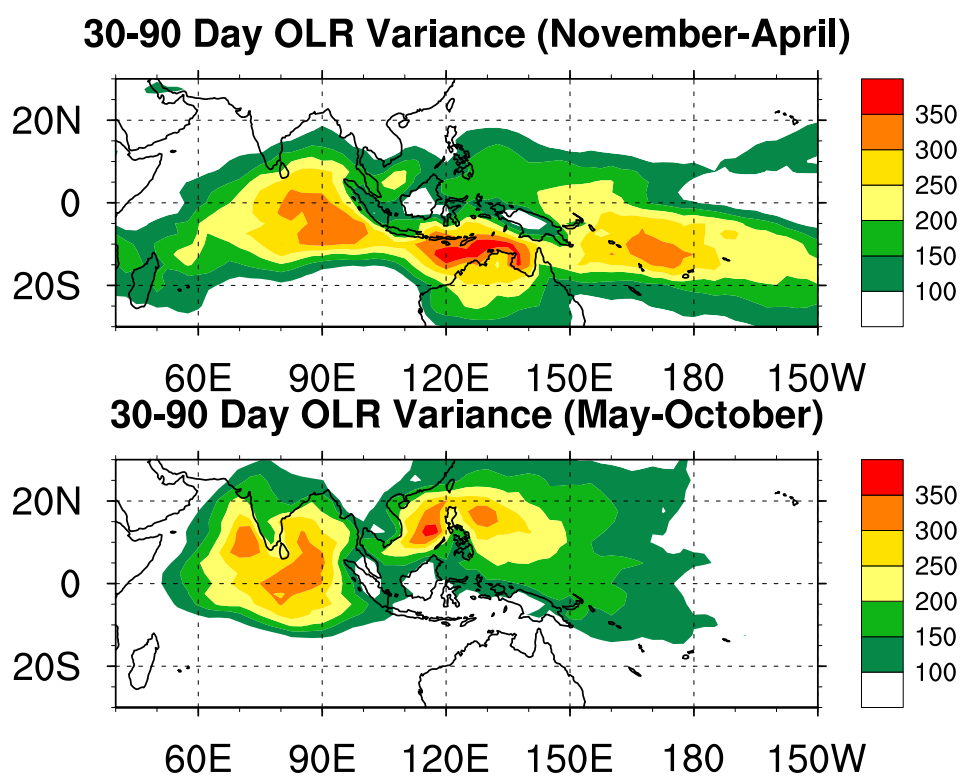 30-90 Day OLR Variance (November-April)
20N
0
20S
60E 90E 120E 150E 180 150W
350
300
250
200
150
100
30-90 Day OLR Variance (May-October)
20N
0
20S
60E 90E 120E 150E 180 150W
350
300
250
200
150
100